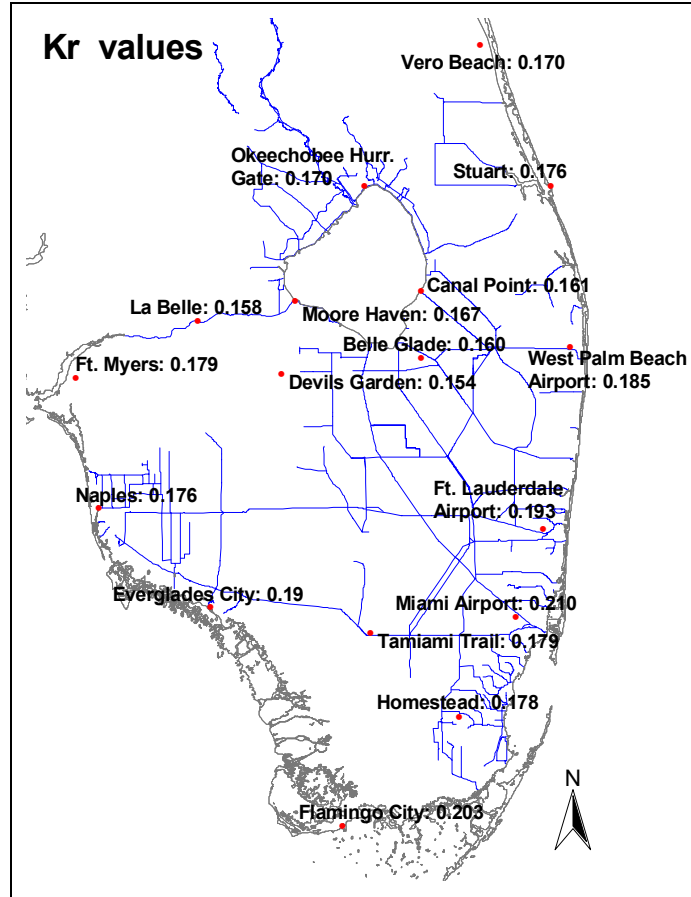 Kr values
Vero Beach: 0.170
Okeechobee Hurr.
Gate: 0.170
Stuart: 0.176
Canal Point: 0.161
La Belle: 0.158
Moore Haven: 0.167
Belle Glade: 0.160
West Palm Beach
Airport: 0.185
Ft. Myers: 0.179
Devils Garden: 0.154
Naples: 0.176
Ft. Lauderdale
Airport: 0.193
Everglades City: 0.19
Miami Airport: 0.210
Tamiami Trail: 0.179
Homestead: 0.178
N
Flamingo City: 0.203